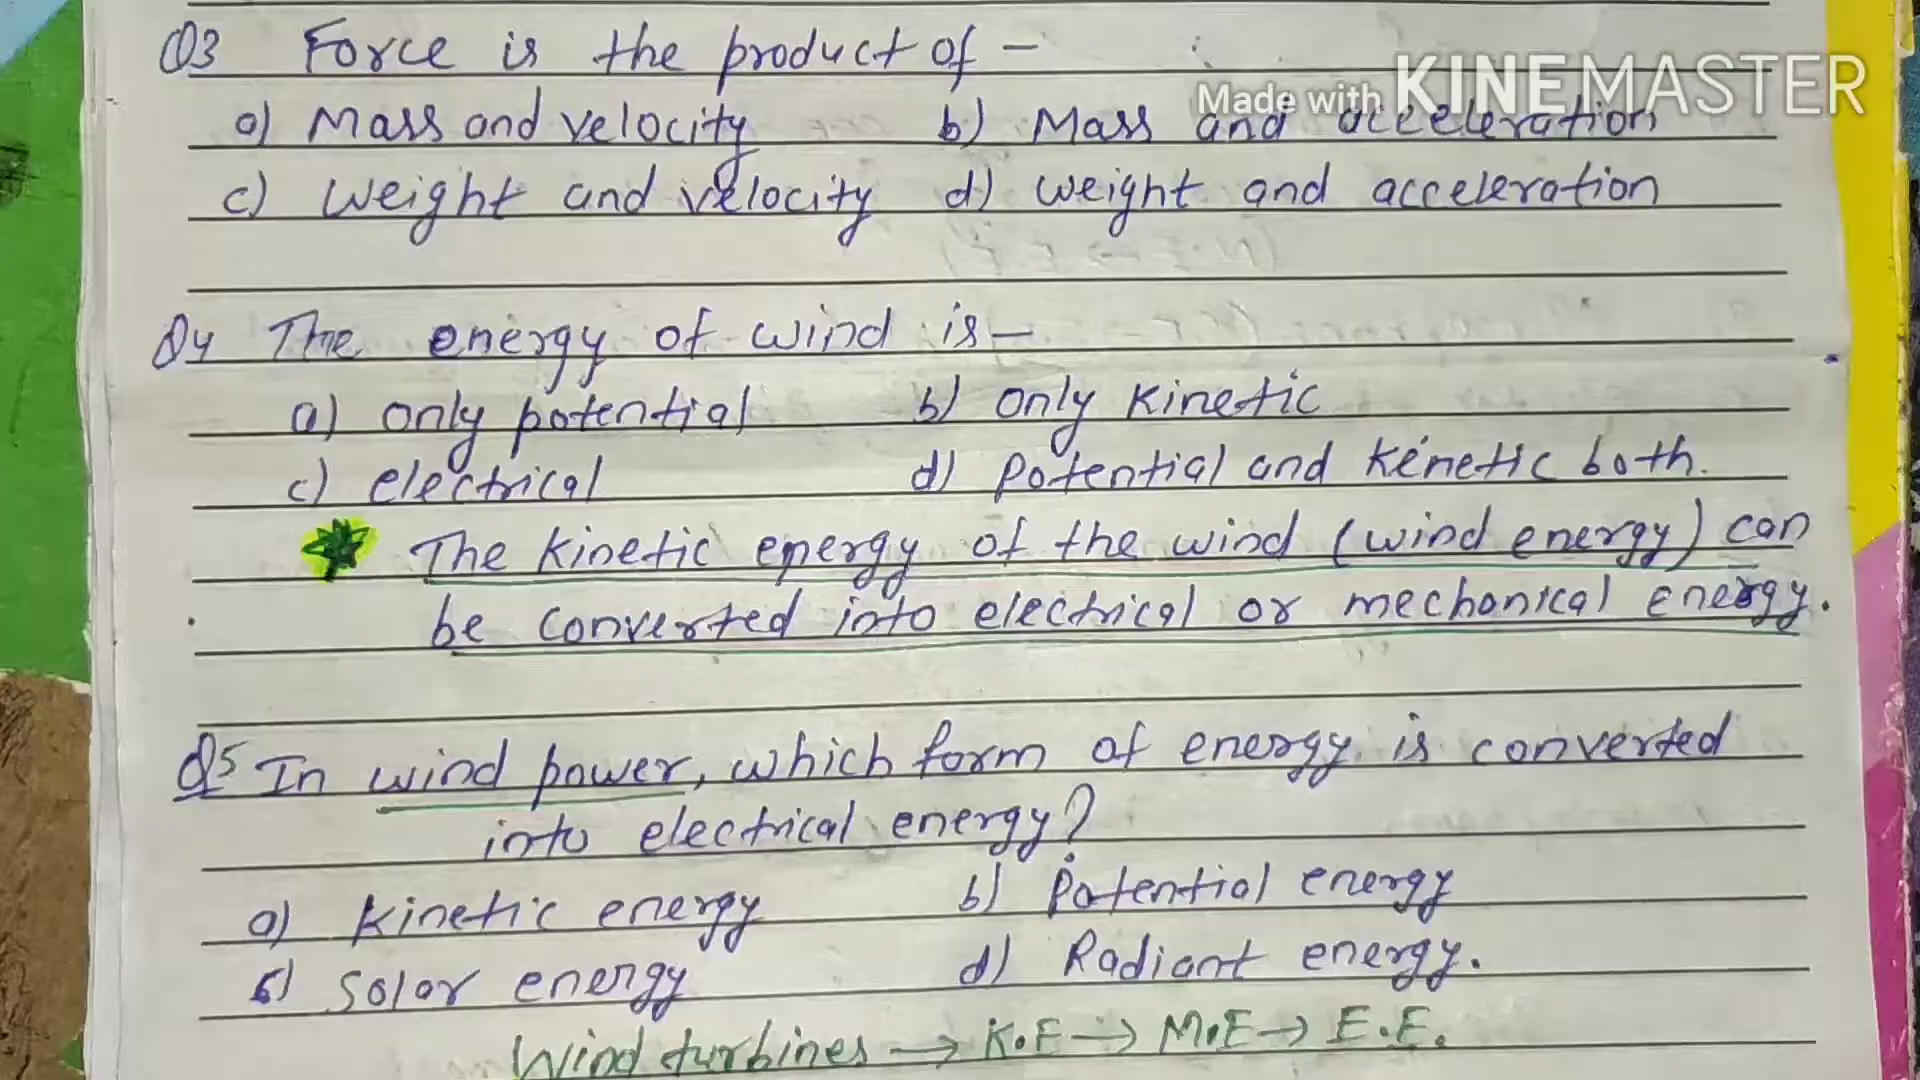 Q3 Force is the product of –
Made with KINEMASTER
a) Mass and velocity b) Mass and acceleration
c) Weight and velocity d) weight and acceleration
Q4 The energy of wind is –
a) only potential b) only Kinetic
c) electrical d) Potential and kinetic both.
The kinetic energy of the wind (wind energy) can
be converted into electrical or mechanical energy.
Q5 In wind power, which form of energy is converted
into electrical energy?
a) Kinetic energy b) Potential energy
c) Solar energy d) Radiant energy.
Wind turbines → K.E → M.E → E.E.